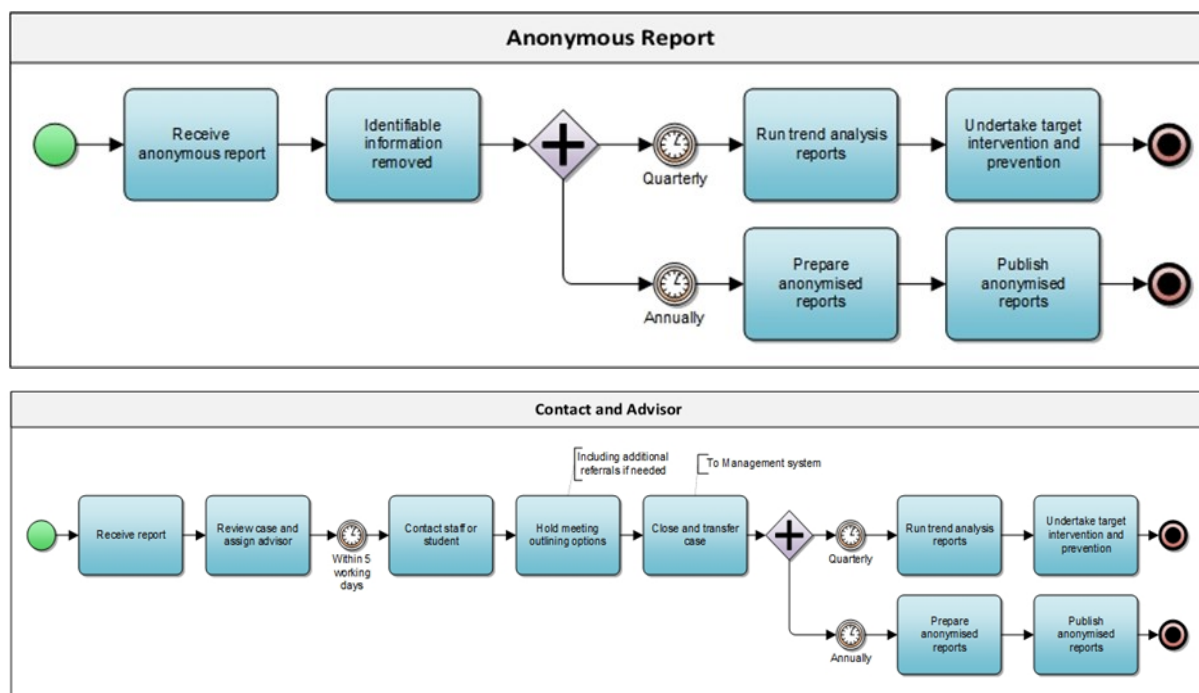 Anonymous Report
Receive
anonymous report
Identifiable
information
removed
Quarterly
Run trend analysis
reports
Undertake target
intervention and
prevention
Annually
Prepare
anonymised
reports
Publish
anonymised
reports
Contact and Advisor
Receive report
Review case and
assign advisor
Within 5
working
days
Contact staff or
student
Including additional
referrals if needed
Hold meeting
outlining options
To Management system
Close and transfer
case
Quarterly
Run trend analysis
reports
Undertake target
intervention and
prevention
Annually
Prepare
anonymised
reports
Publish
anonymised
reports